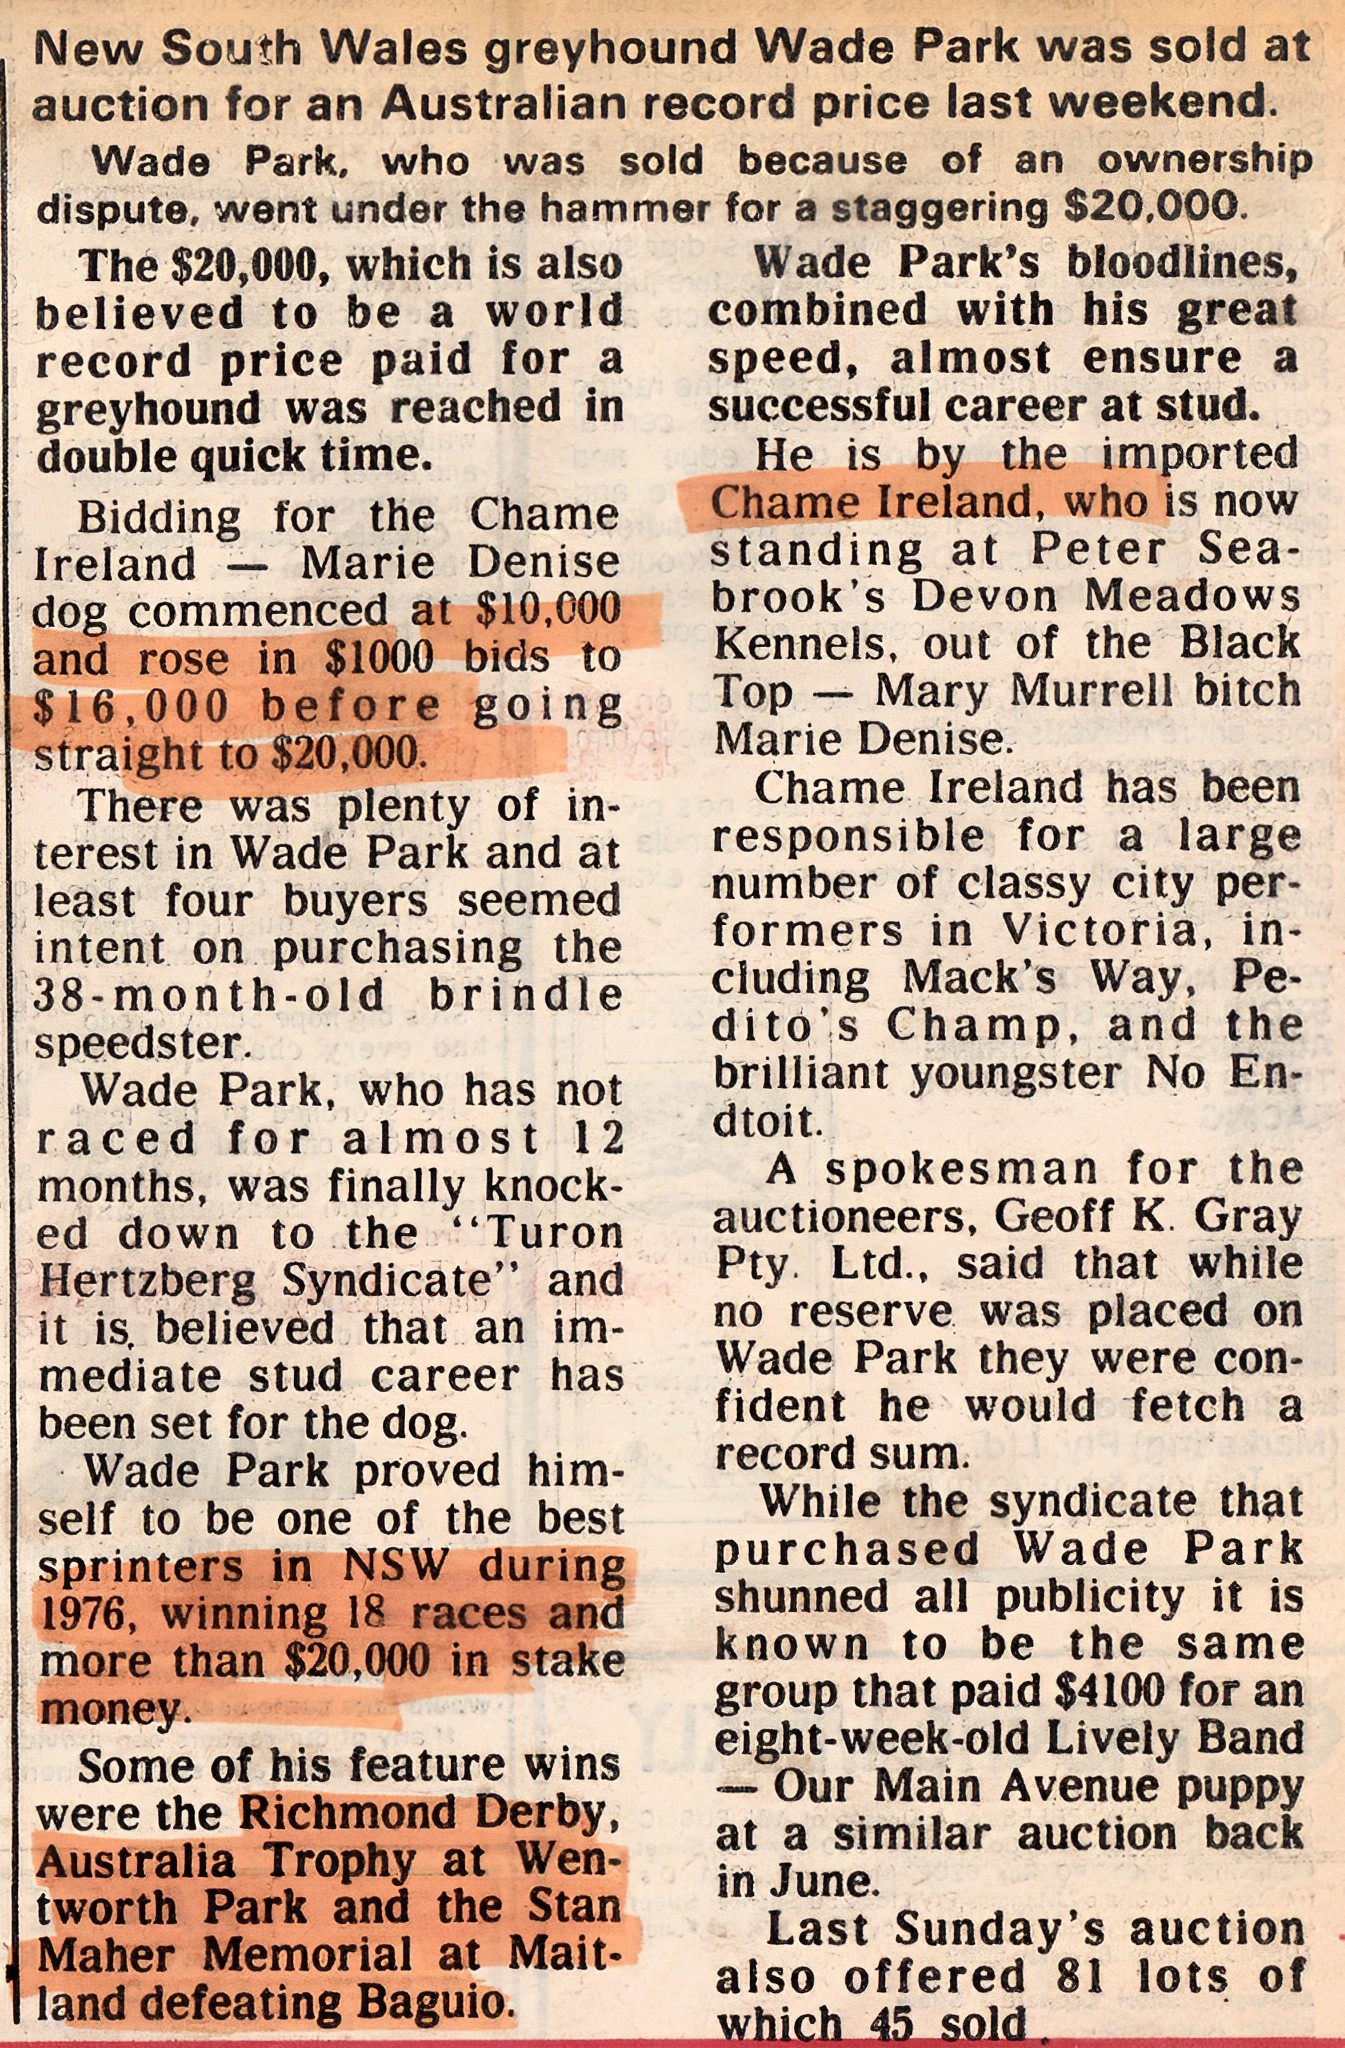 New South Wales greyhound Wade Park was sold at
auction for an Australian record price last weekend.
Wade Park, who was sold because of an ownership
dispute, went under the hammer for a staggering $20,000.
The $20,000, which is also
believed to be a world
record price paid for a
greyhound was reached in
double quick time.
Bidding for the Chame
Ireland — Marie Denise
dog commenced at $10,000
and rose in $1000 bids to
$16,000 before going
straight to $20,000.
There was plenty of in-
terest in Wade Park and at
least four buyers seemed
intent on purchasing the
38-month-old brindle
speedster.
Wade Park, who has not
raced for almost 12
months, was finally knock-
ed down to the “Turon
Hertzberg Syndicate” and
it is believed that an im-
mediate stud career has
been set for the dog.
Wade Park proved him-
self to be one of the best
sprinters in NSW during
1976, winning 18 races and
more than $20,000 in stake
money.
Some of his feature wins
were the Richmond Derby,
Australia Trophy at Wen-
tworth Park and the Stan
Maher Memorial at Mait-
land defeating Baguio.
Wade Park's bloodlines,
combined with his great
speed, almost ensure a
successful career at stud.
He is by the imported
Chame Ireland, who is now
standing at Peter Sea-
brook's Devon Meadows
Kennels, out of the Black
Top — Mary Murrell bitch
Marie Denise.
Chame Ireland has been
responsible for a large
number of classy city per-
formers in Victoria, in-
cluding Mack's Way, Pe-
dito's Champ, and the
brilliant youngster No En-
dtoit.
A spokesman for the
auctioneers, Geoff K. Gray
Pty. Ltd., said that while
no reserve was placed on
Wade Park they were con-
fident he would fetch a
record sum.
While the syndicate that
purchased Wade Park
shunned all publicity it is
known to be the same
group that paid $4100 for an
eight-week-old Lively Band
— Our Main Avenue puppy
at a similar auction back
in June.
Last Sunday's auction
also offered 81 lots of
which 45 sold.